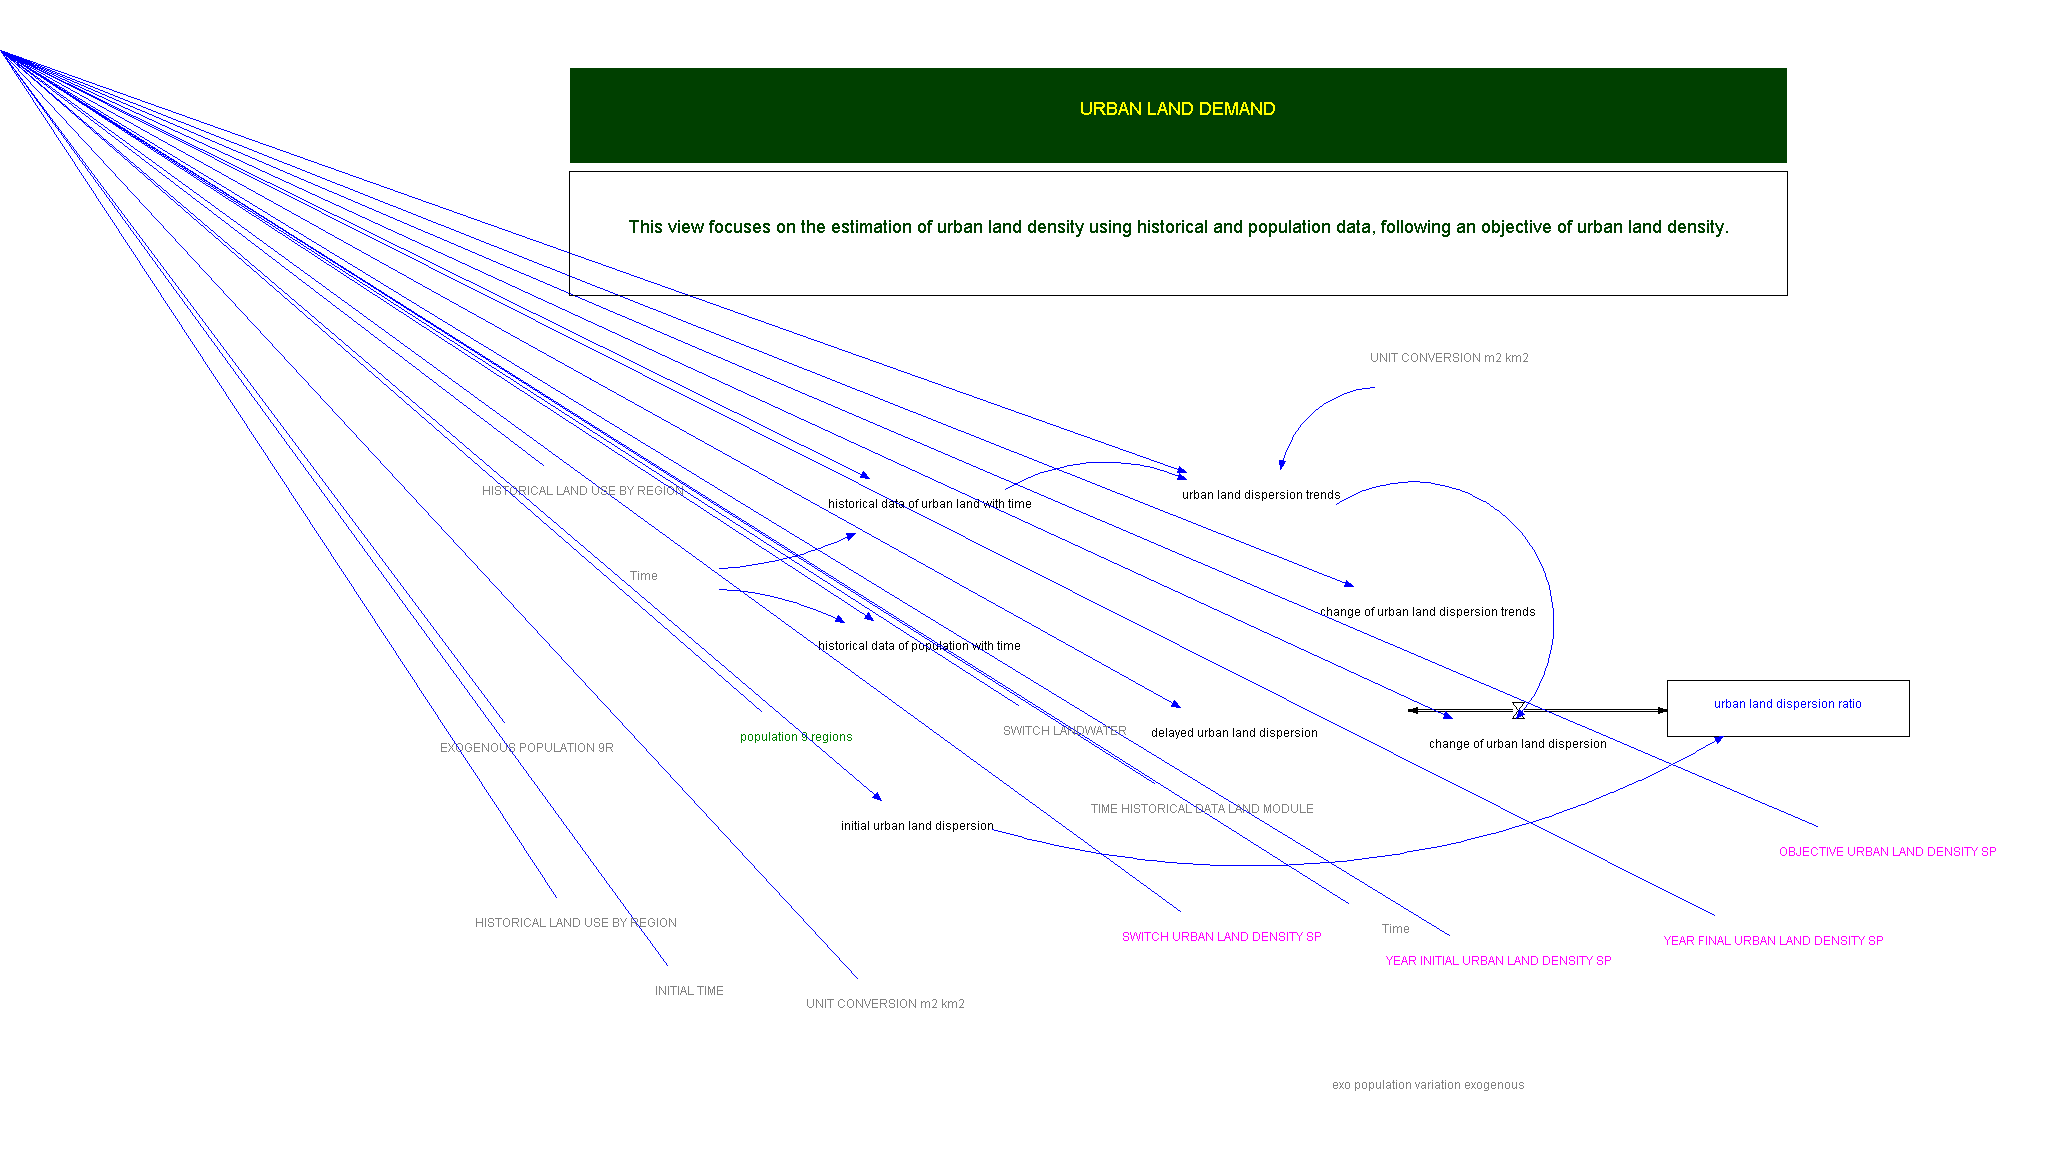 URBAN LAND DEMAND
This view focuses on the estimation of urban land density using historical and population data, following an objective of urban land density.
UNIT CONVERSION m2 km2
HISTORICAL LAND USE BY REGION
historical data of urban land with time
urban land dispersion trends
Time
change of urban land dispersion trends
historical data of population with time
urban land dispersion ratio
EXOGENOUS POPULATION 9R
population 9 regions
SWITCH LANDWATER
delayed urban land dispersion
change of urban land dispersion
TIME HISTORICAL DATA LAND MODULE
initial urban land dispersion
OBJECTIVE URBAN LAND DENSITY SP
HISTORICAL LAND USE BY REGION
SWITCH URBAN LAND DENSITY SP
Time
YEAR FINAL URBAN LAND DENSITY SP
YEAR INITIAL URBAN LAND DENSITY SP
INITIAL TIME
UNIT CONVERSION m2 km2
exo population variation exogenous